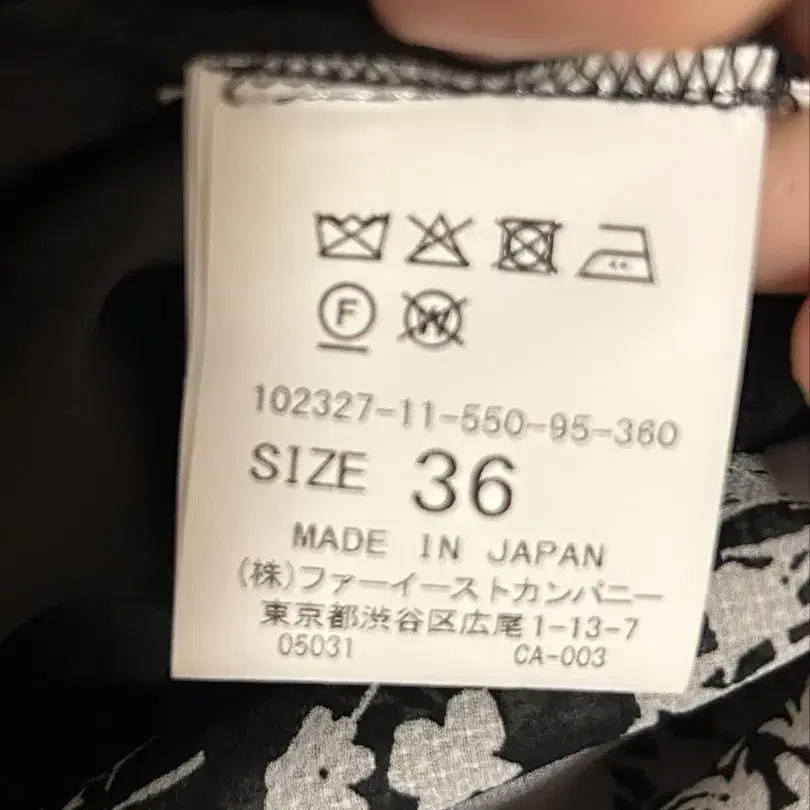 F W
102327-11-550-95-360
SIZE 36
MADE IN JAPAN
(株)ファーイーストカンパニー
東京都渋谷区広尾1-13-7
05031 CA-003